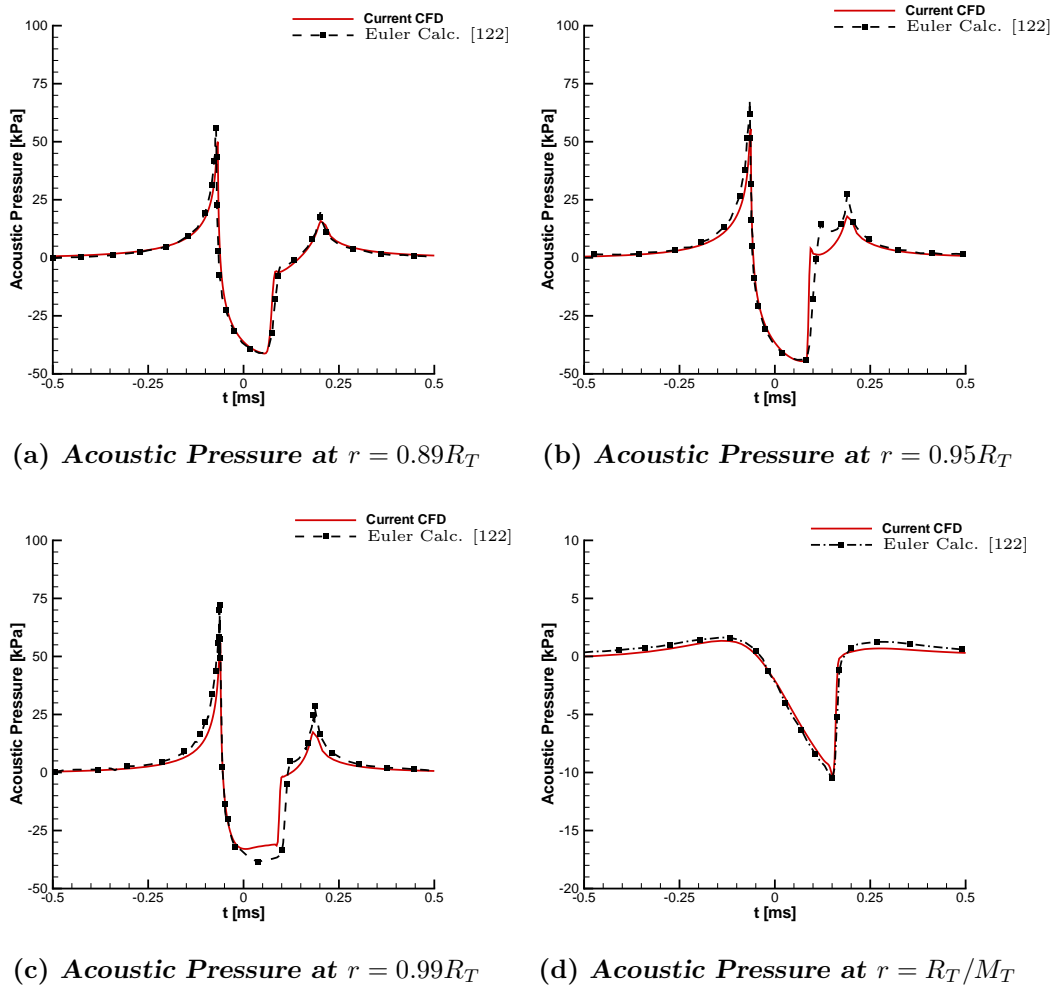 Current CFD
Euler Calc. [122]
100
75
50
25
0
-25
-50
Acoustic Pressure [kPa]
-0.5 -0.25 0 0.25 0.5
t [ms]
(a) Acoustic Pressure at r = 0.89R_T
Current CFD
Euler Calc. [122]
100
75
50
25
0
-25
-50
Acoustic Pressure [kPa]
-0.5 -0.25 0 0.25 0.5
t [ms]
(b) Acoustic Pressure at r = 0.95R_T
Current CFD
Euler Calc. [122]
100
75
50
25
0
-25
-50
Acoustic Pressure [kPa]
-0.5 -0.25 0 0.25 0.5
t [ms]
(c) Acoustic Pressure at r = 0.99R_T
Current CFD
Euler Calc. [122]
10
5
0
-5
-10
-15
-20
Acoustic Pressure [kPa]
-0.5 -0.25 0 0.25 0.5
t [ms]
(d) Acoustic Pressure at r = R_T/M_T